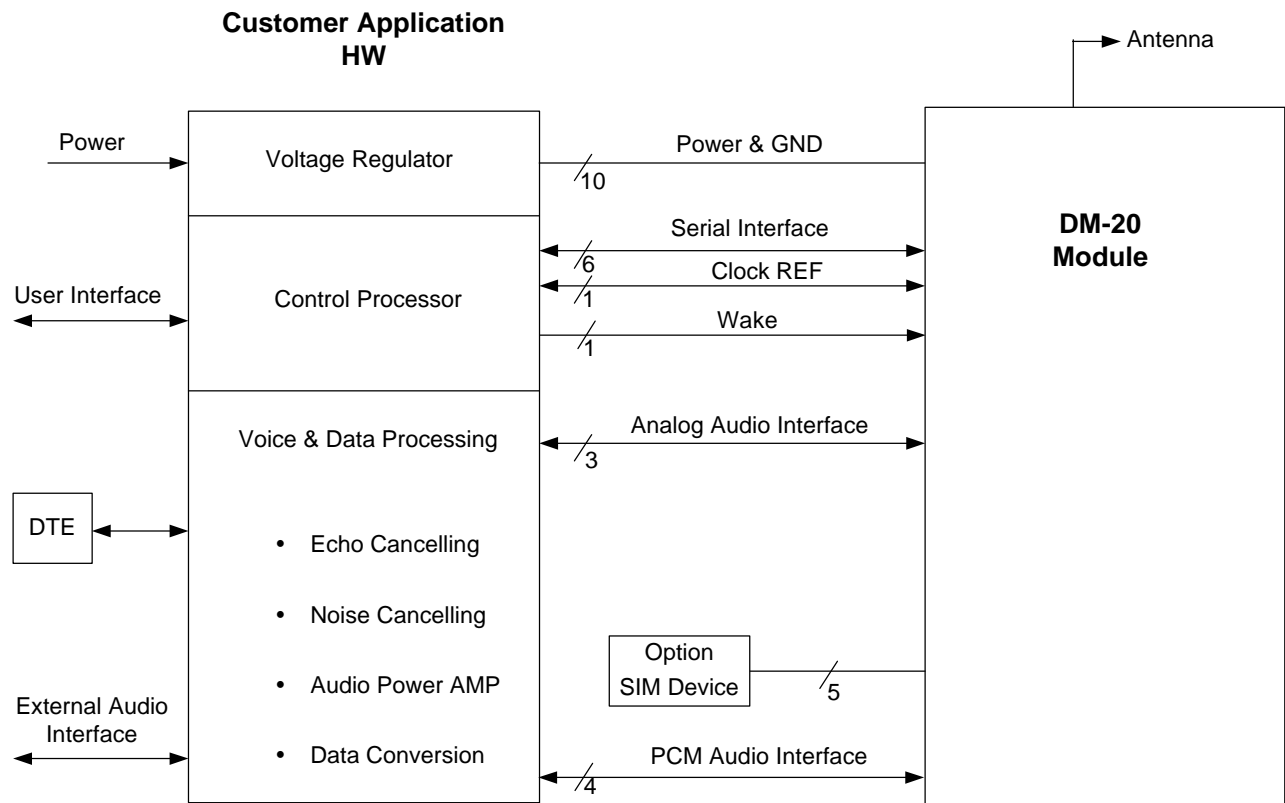 Customer Application
HW
Antenna
Power
Voltage Regulator
Power & GND
10
DM-20
Module
Serial Interface
6
Clock REF
1
User Interface
Control Processor
Wake
1
Voice & Data Processing
Analog Audio Interface
3
DTE
• Echo Cancelling
• Noise Cancelling
Option
SIM Device
5
• Audio Power AMP
External Audio
Interface
• Data Conversion
PCM Audio Interface
4